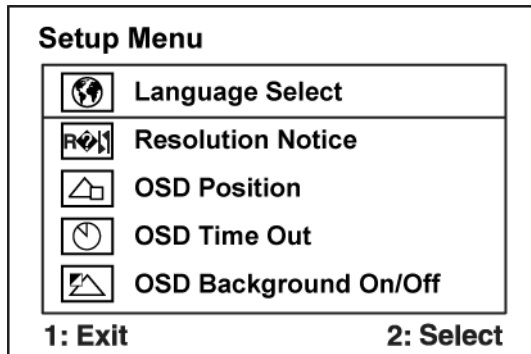 Setup Menu
Language Select
Resolution Notice
OSD Position
OSD Time Out
OSD Background On/Off
1: Exit 2: Select